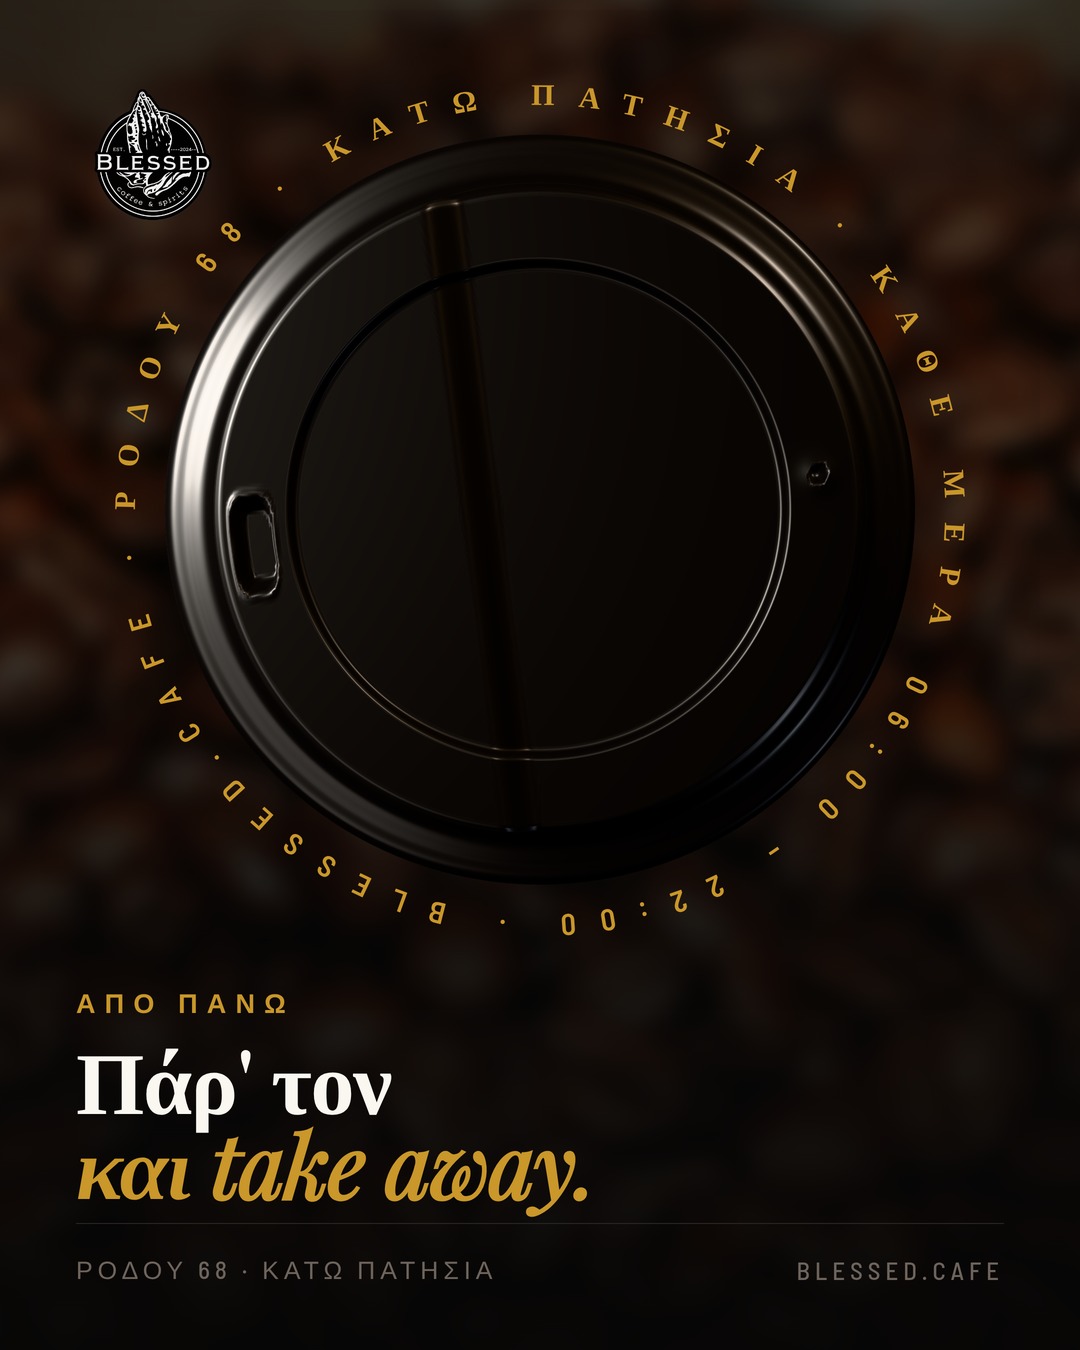 EST. 2024
BLESSED
coffee & spirits
ΚΑΤΩ ΠΑΤΗΣΙΑ · ΚΑΘΕ ΜΕΡΑ 06:00 - 22:00 · BLESSED.CAFE · ΡΟΔΟΥ 68 ·
ΑΠΟ ΠΑΝΩ
Πάρ' τον
και take away.
ΡΟΔΟΥ 68 · ΚΑΤΩ ΠΑΤΗΣΙΑ
BLESSED.CAFE